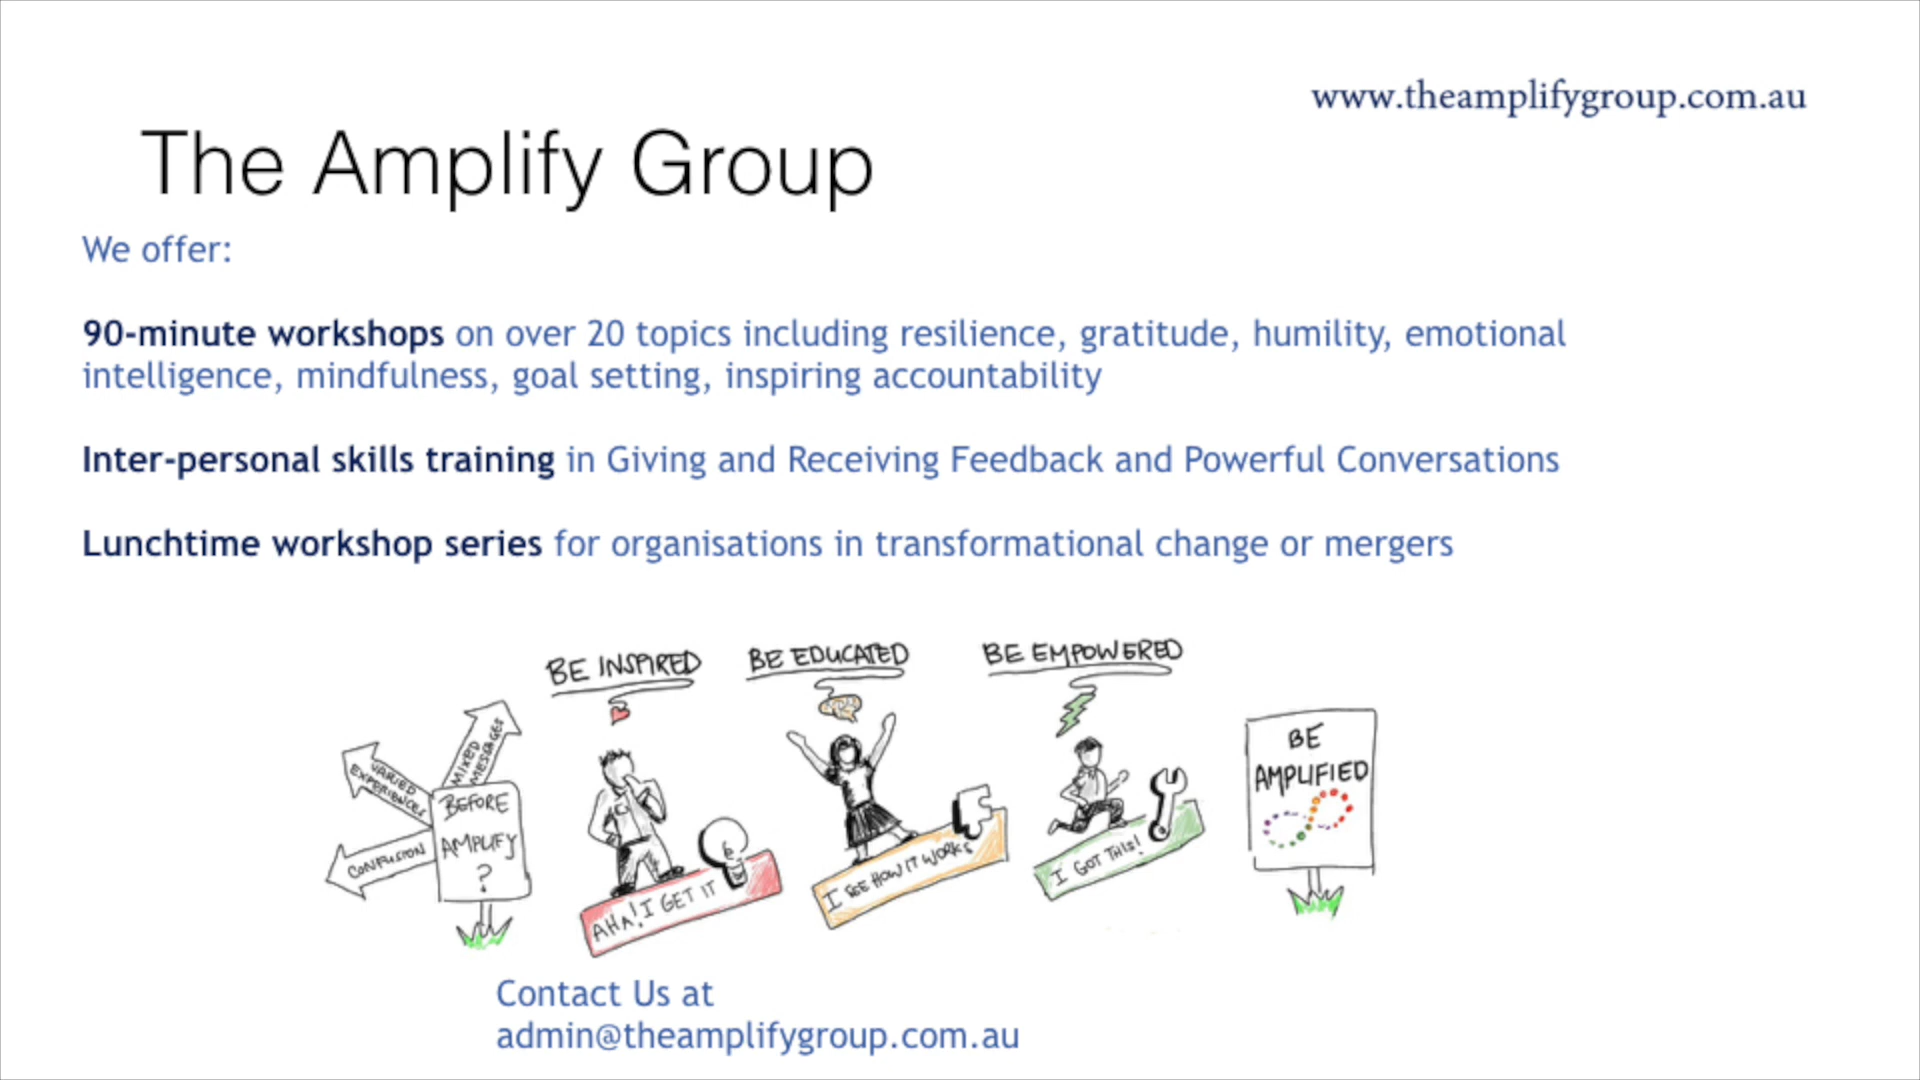 www.theamplifygroup.com.au
The Amplify Group
We offer:
90-minute workshops on over 20 topics including resilience, gratitude, humility, emotional
intelligence, mindfulness, goal setting, inspiring accountability
Inter-personal skills training in Giving and Receiving Feedback and Powerful Conversations
Lunchtime workshop series for organisations in transformational change or mergers
BE INSPIRED
BE EDUCATED
BE EMPOWERED
MIXED
MESSAGES
VARIED
EXPERIENCES
CONFUSION
BEFORE
AMPLIFY
?
AHA! I GET IT
I SEE HOW IT WORKS
I GOT THIS!
BE
AMPLIFIED
Contact Us at
admin@theamplifygroup.com.au